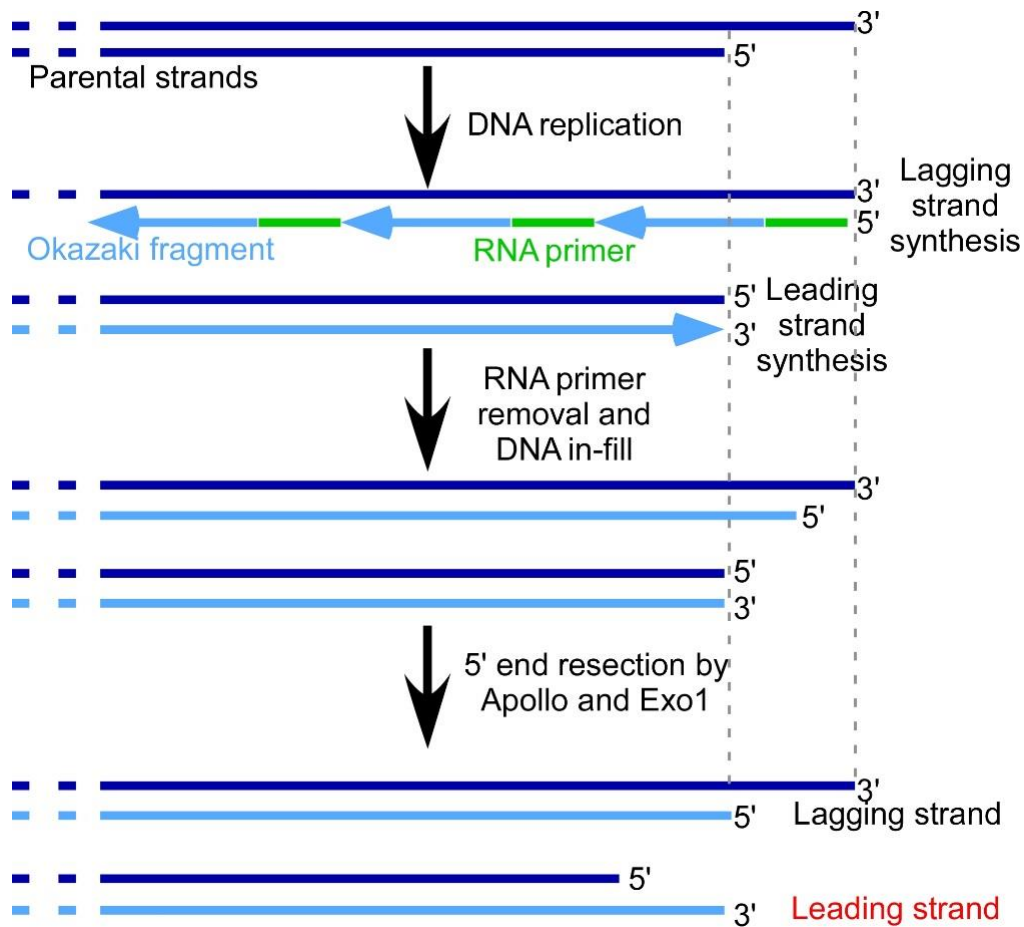 3'
5'
Parental strands
DNA replication
3'
5'
Lagging
strand
synthesis
Okazaki fragment
RNA primer
5'
3'
Leading
strand
synthesis
RNA primer
removal and
DNA in-fill
3'
5'
5'
3'
5' end resection by
Apollo and Exo1
3'
5'
Lagging strand
5'
3'
Leading strand